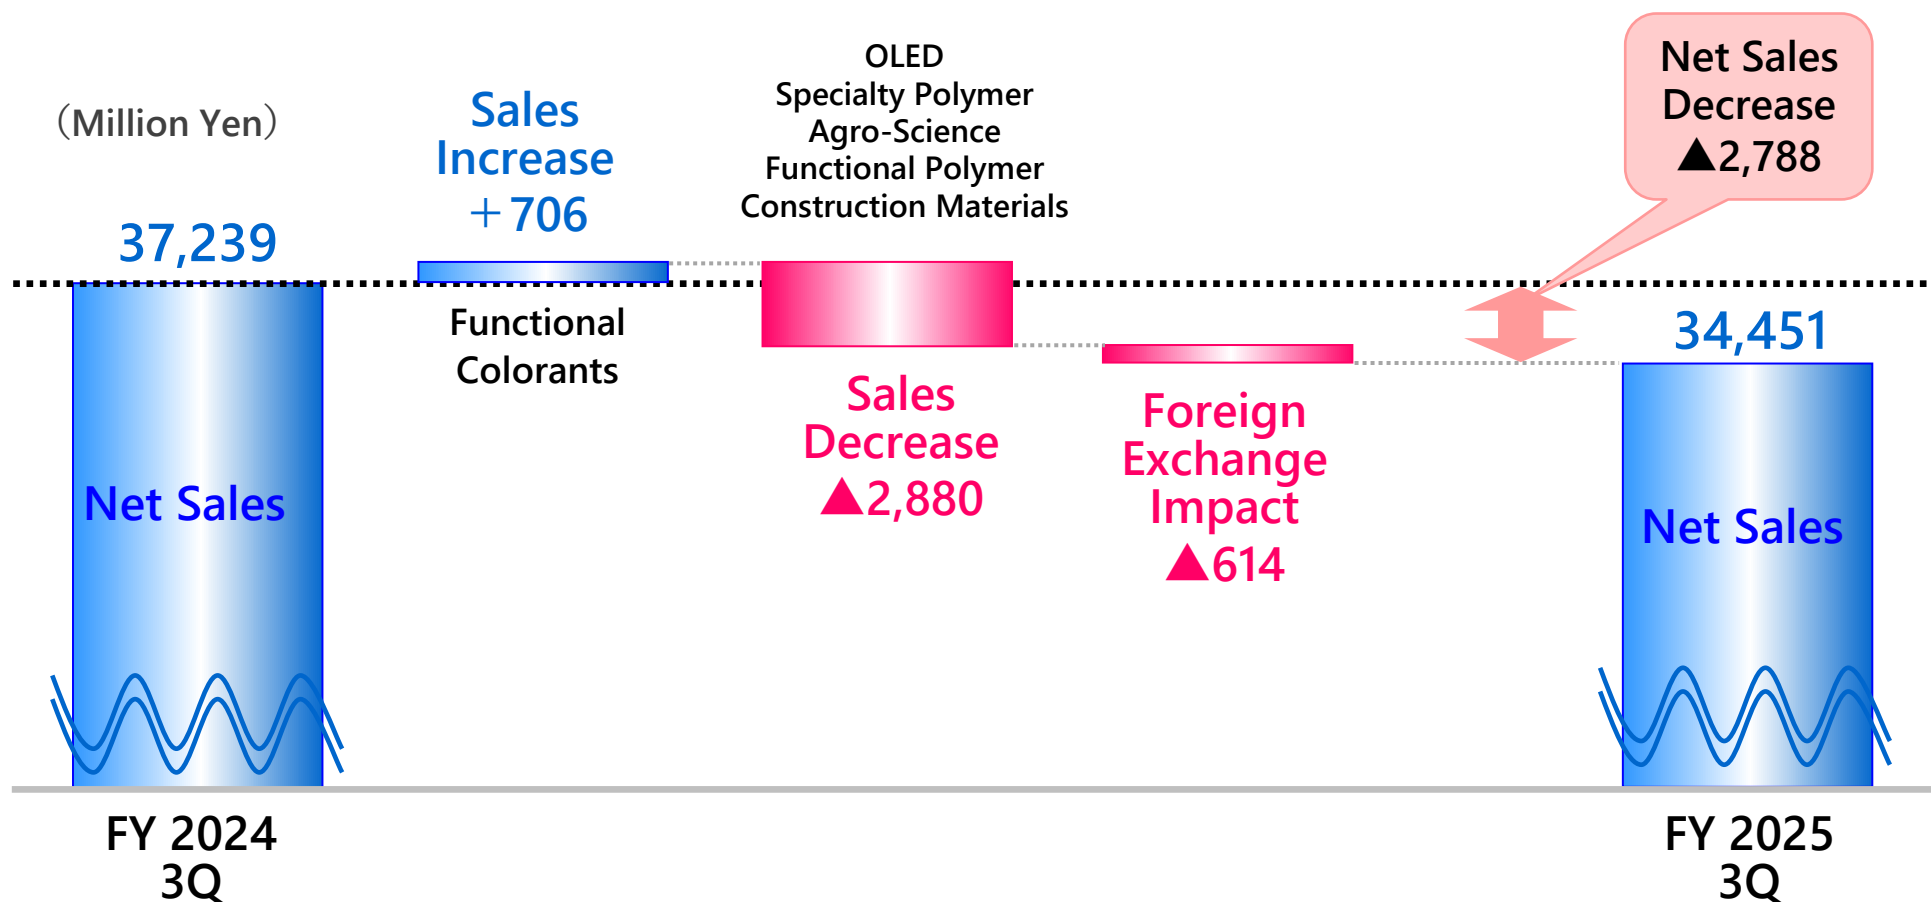 （Million Yen）
37,239
Net Sales
FY 2024
3Q
Sales
Increase
＋706
Functional
Colorants
OLED
Specialty Polymer
Agro-Science
Functional Polymer
Construction Materials
Sales
Decrease
▲2,880
Foreign
Exchange
Impact
▲614
Net Sales
Decrease
▲2,788
34,451
Net Sales
FY 2025
3Q